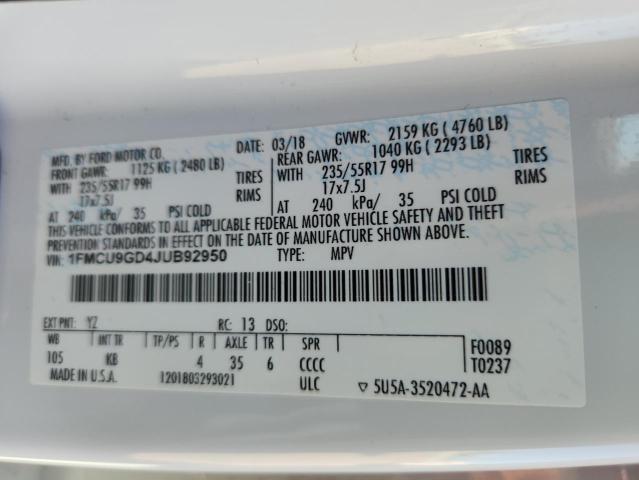 MFD. BY FORD MOTOR CO.
DATE: 03/18 GVWR: 2159 KG ( 4760 LB)
FRONT GAWR: 1125 KG ( 2480 LB) REAR GAWR: 1040 KG ( 2293 LB)
WITH 235/55R17 99H TIRES WITH 235/55R17 99H TIRES
17x7.5J RIMS 17x7.5J RIMS
AT 240 kPa/ 35 PSI COLD AT 240 kPa/ 35 PSI COLD
THIS VEHICLE CONFORMS TO ALL APPLICABLE FEDERAL MOTOR VEHICLE SAFETY AND THEFT
PREVENTION STANDARDS IN EFFECT ON THE DATE OF MANUFACTURE SHOWN ABOVE.
1FMCU9GD4JUB92950 TYPE: MPV
EXT PNT: YZ RC: 13 DSO:
WB INT TR TP/PS R AXLE TR SPR F0089
105 KB 4 35 6 CCCC T0237
MADE IN U.S.A. 1201803293021 ULC ▽ 5U5A-3520472-AA